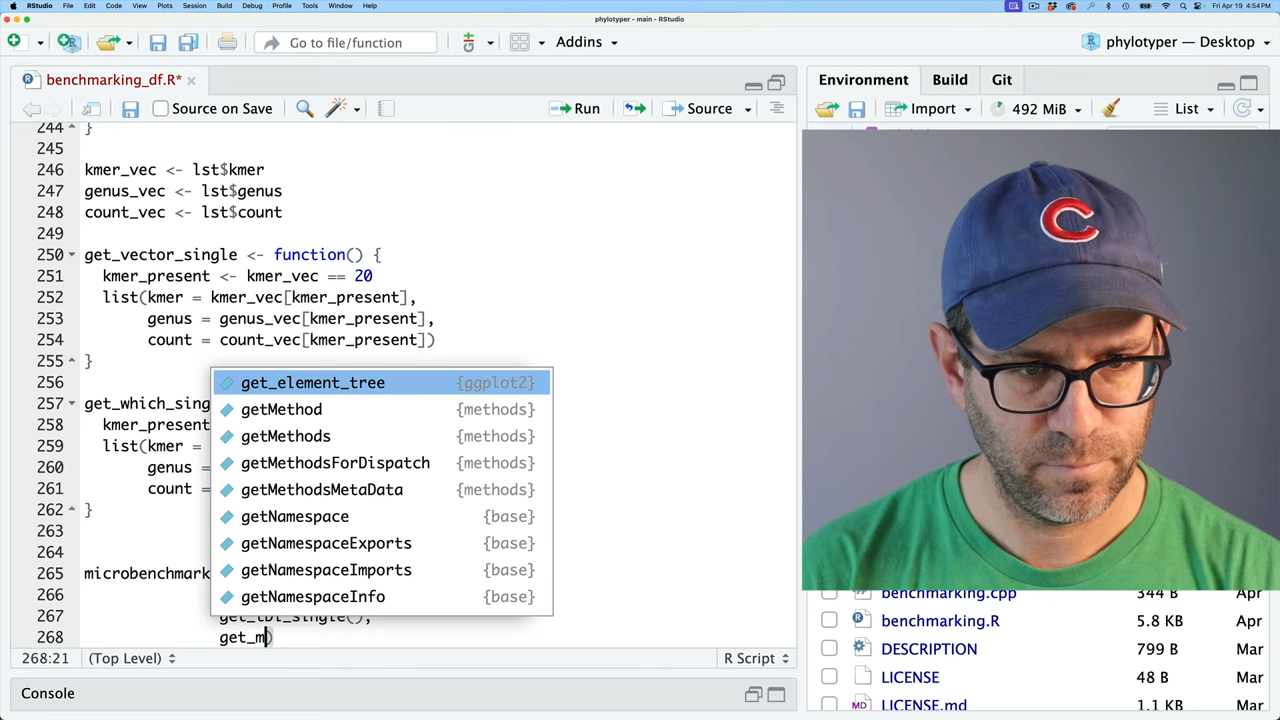 RStudio File Edit Code View Plots Session Build Debug Profile Tools Window Help Fri Apr 19 4:54 PM
phylotyper - main - RStudio
Go to file/function Addins phylotyper — Desktop
benchmarking_df.R* Environment Build Git
Source on Save Run Source Import 492 MiB List
244 }
245
246 kmer_vec <- lst$kmer
247 genus_vec <- lst$genus
248 count_vec <- lst$count
249
250 get_vector_single <- function() {
251 kmer_present <- kmer_vec == 20
252 list(kmer = kmer_vec[kmer_present],
253 genus = genus_vec[kmer_present],
254 count = count_vec[kmer_present])
255 }
256
257 get_which_sing
258 kmer_present
259 list(kmer =
260 genus =
261 count =
262 }
263
264
265 microbenchmark
266
267 get_tbl_single(),
268 get_m)
get_element_tree {ggplot2}
getMethod {methods}
getMethods {methods}
getMethodsForDispatch {methods}
getMethodsMetaData {methods}
getNamespace {base}
getNamespaceExports {base}
getNamespaceImports {base}
getNamespaceInfo {base}
268:21 (Top Level) R Script
Console
C
benchmarking.cpp 344 B Apr
benchmarking.R 5.8 KB Apr
DESCRIPTION 799 B Mar
LICENSE 48 B Mar
LICENSE.md 1.1 KB Mar